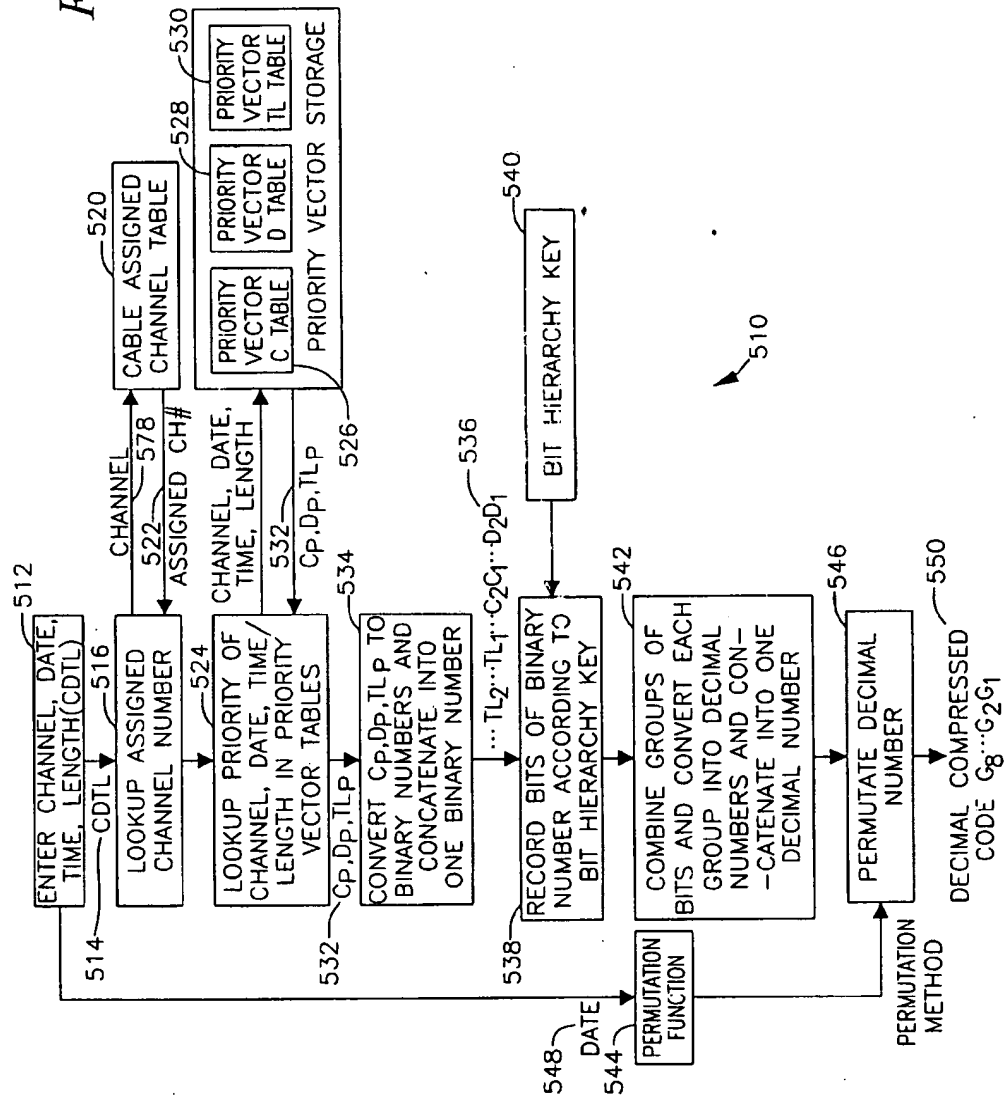 F
512
ENTER CHANNEL, DATE,
TIME, LENGTH(CDTL)
514
CDTL
516
LOOKUP ASSIGNED
CHANNEL NUMBER
CHANNEL
578
522
ASSIGNED CH#
520
CABLE ASSIGNED
CHANNEL TABLE
524
LOOKUP PRIORITY OF
CHANNEL, DATE, TIME/
LENGTH IN PRIORITY
VECTOR TABLES
CHANNEL, DATE,
TIME, LENGTH
532
CP,DP,TLP
526
528
530
PRIORITY
VECTOR
C TABLE
PRIORITY
VECTOR
D TABLE
PRIORITY
VECTOR
TL TABLE
PRIORITY VECTOR STORAGE
532
CP,DP,TLP
534
CONVERT CP,DP,TLP TO
BINARY NUMBERS AND
CONCATENATE INTO
ONE BINARY NUMBER
... TL2...TL1...C2C1...D2D1
536
538
RECORD BITS OF BINARY
NUMBER ACCORDING TO
BIT HIERARCHY KEY
540
BIT HIERARCHY KEY
542
COMBINE GROUPS OF
BITS AND CONVERT EACH
GROUP INTO DECIMAL
NUMBERS AND CON-
-CATENATE INTO ONE
DECIMAL NUMBER
548
DATE
544
PERMUTATION
FUNCTION
PERMUTATION
METHOD
546
PERMUTATE DECIMAL
NUMBER
550
DECIMAL COMPRESSED
CODE G8...G2G1
510